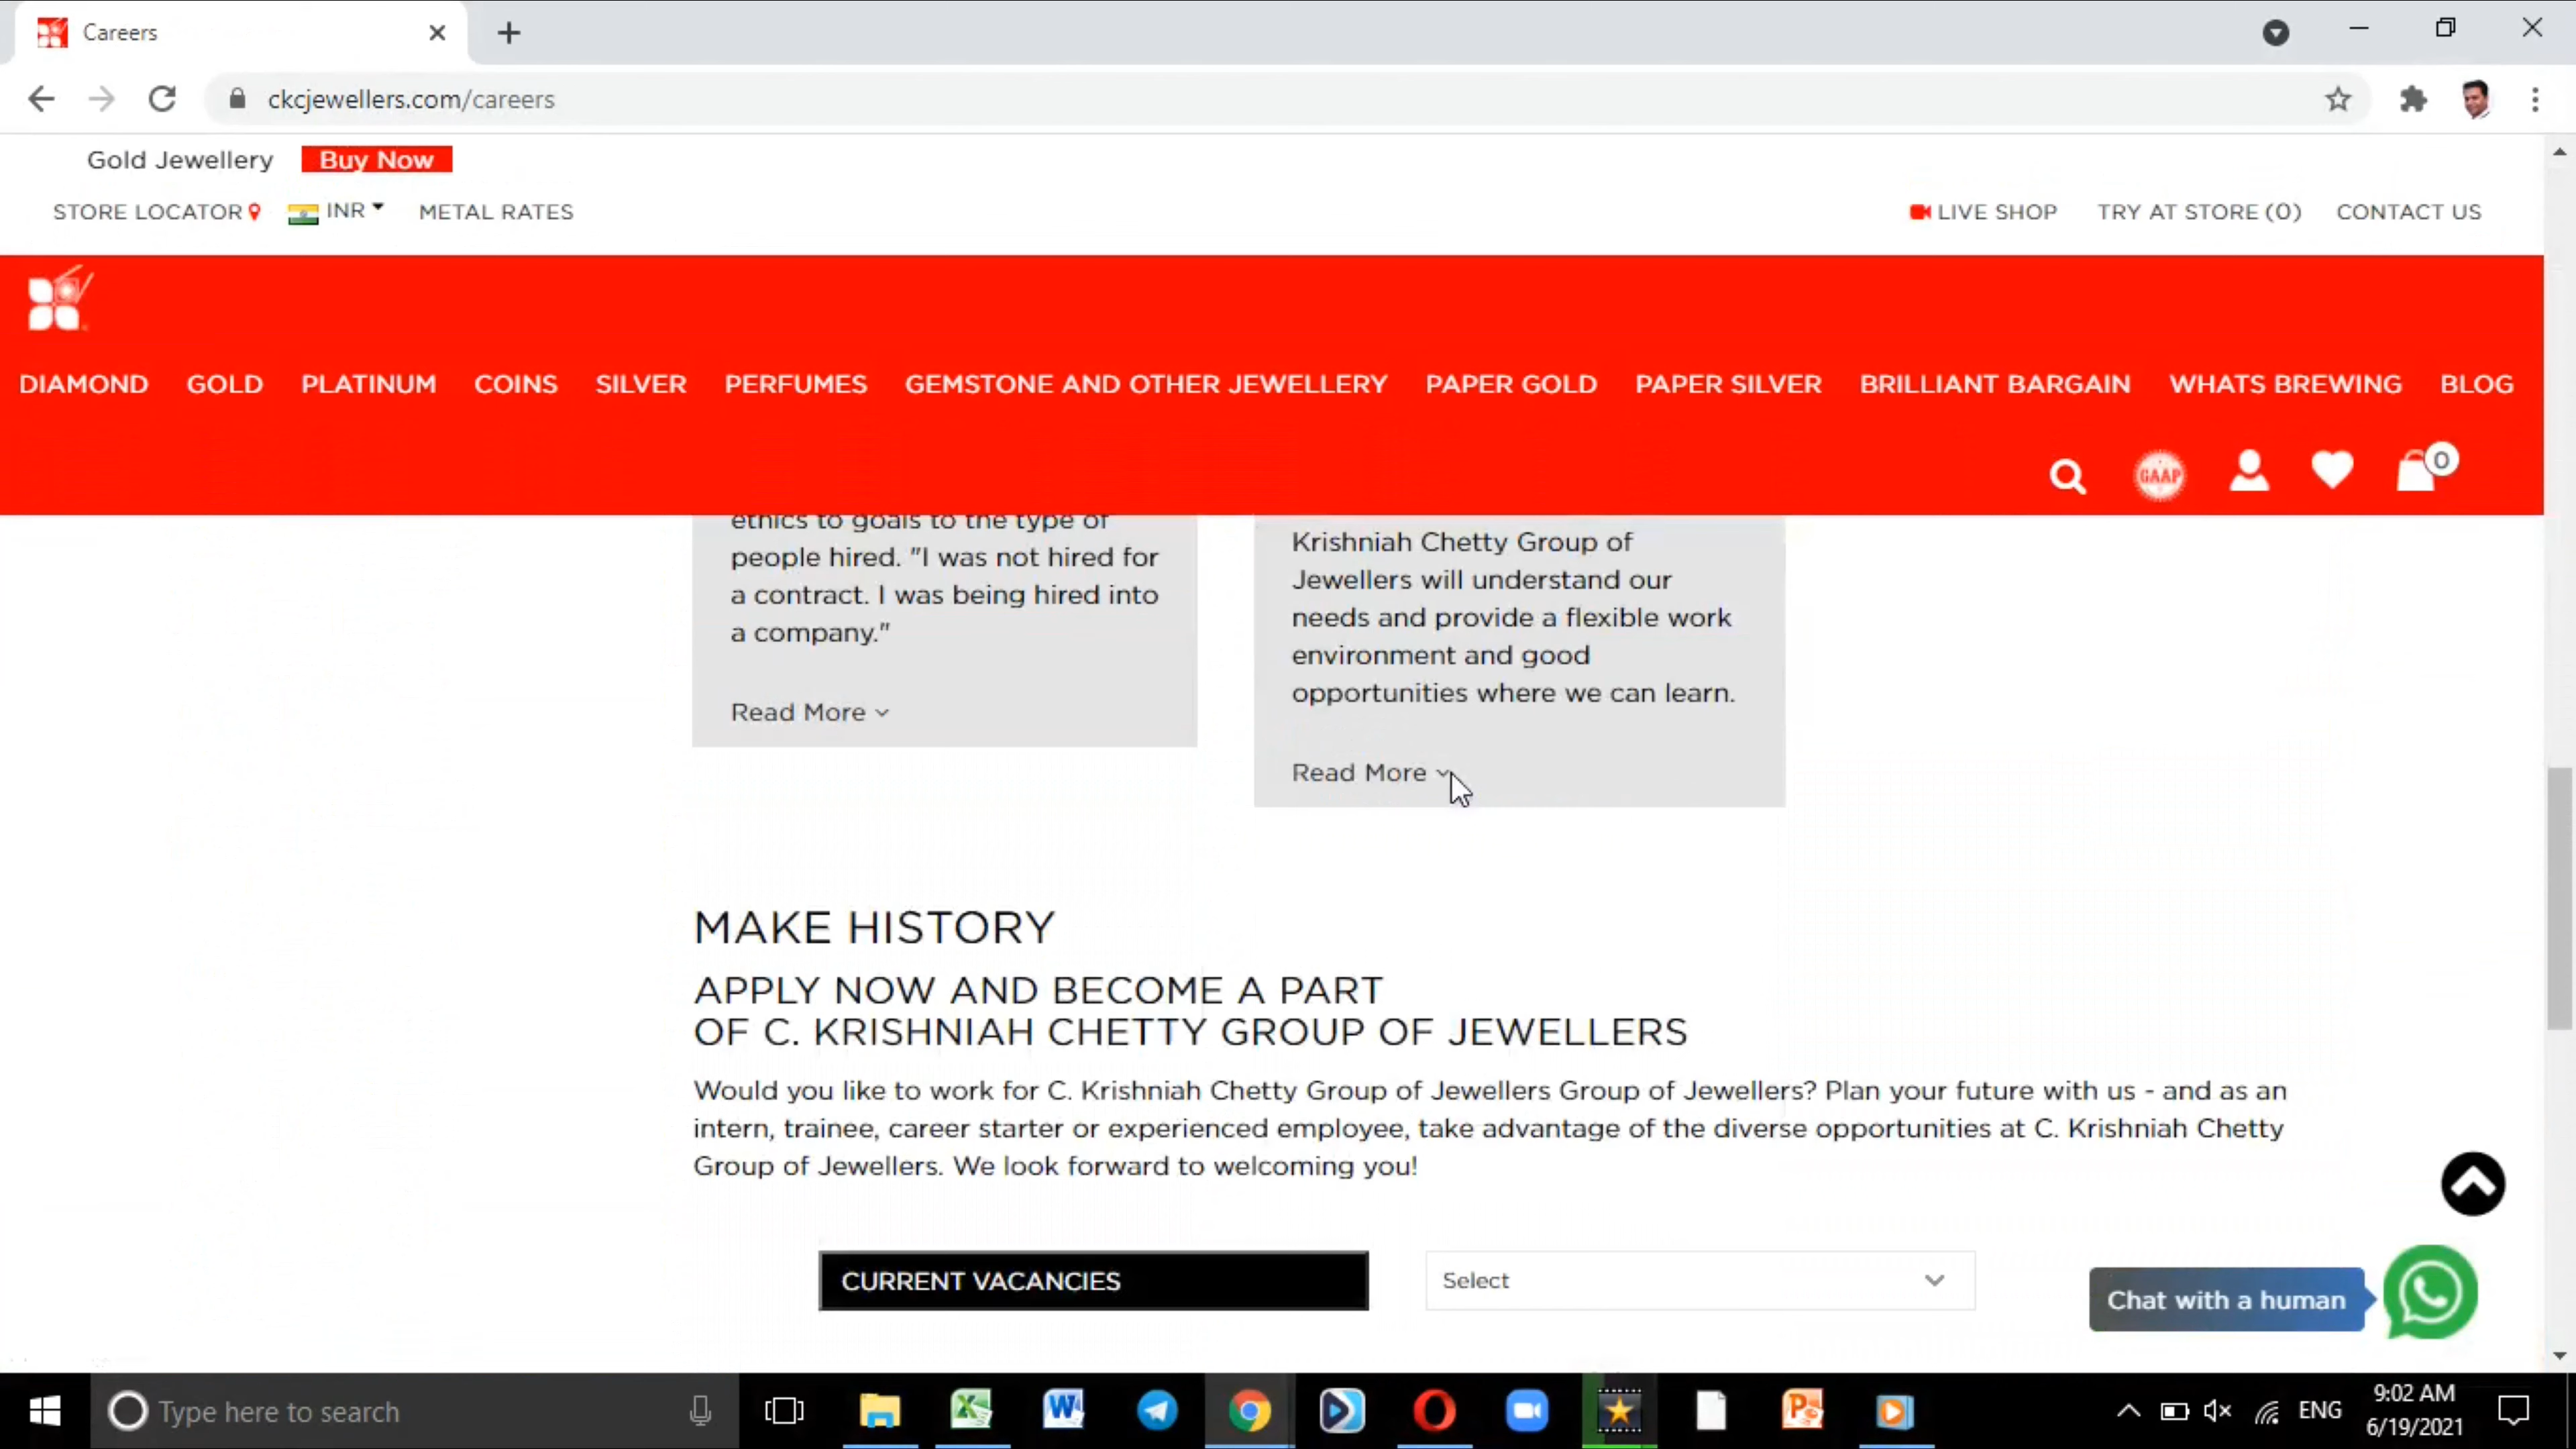 Careers
ckcjewellers.com/careers
Gold Jewellery Buy Now
STORE LOCATOR INR METAL RATES LIVE SHOP TRY AT STORE (0) CONTACT US
DIAMOND GOLD PLATINUM COINS SILVER PERFUMES GEMSTONE AND OTHER JEWELLERY PAPER GOLD PAPER SILVER BRILLIANT BARGAIN WHATS BREWING BLOG
GAAP 0
ethics to goals to the type of
people hired. "I was not hired for
a contract. I was being hired into
a company."
Read More
Krishniah Chetty Group of
Jewellers will understand our
needs and provide a flexible work
environment and good
opportunities where we can learn.
Read More
MAKE HISTORY
APPLY NOW AND BECOME A PART
OF C. KRISHNIAH CHETTY GROUP OF JEWELLERS
Would you like to work for C. Krishniah Chetty Group of Jewellers Group of Jewellers? Plan your future with us - and as an
intern, trainee, career starter or experienced employee, take advantage of the diverse opportunities at C. Krishniah Chetty
Group of Jewellers. We look forward to welcoming you!
CURRENT VACANCIES Select
Chat with a human
Type here to search
ENG
9:02 AM
6/19/2021